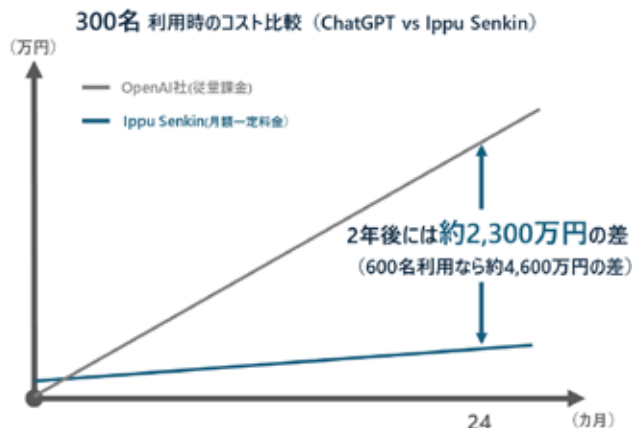 300名 利用時のコスト比較（ChatGPT vs Ippu Senkin）
（万円）
OpenAI社(従量課金)
Ippu Senkin(月額一定料金)
2年後には約2,300万円の差
（600名利用なら約4,600万円の差）
24
（カ月）